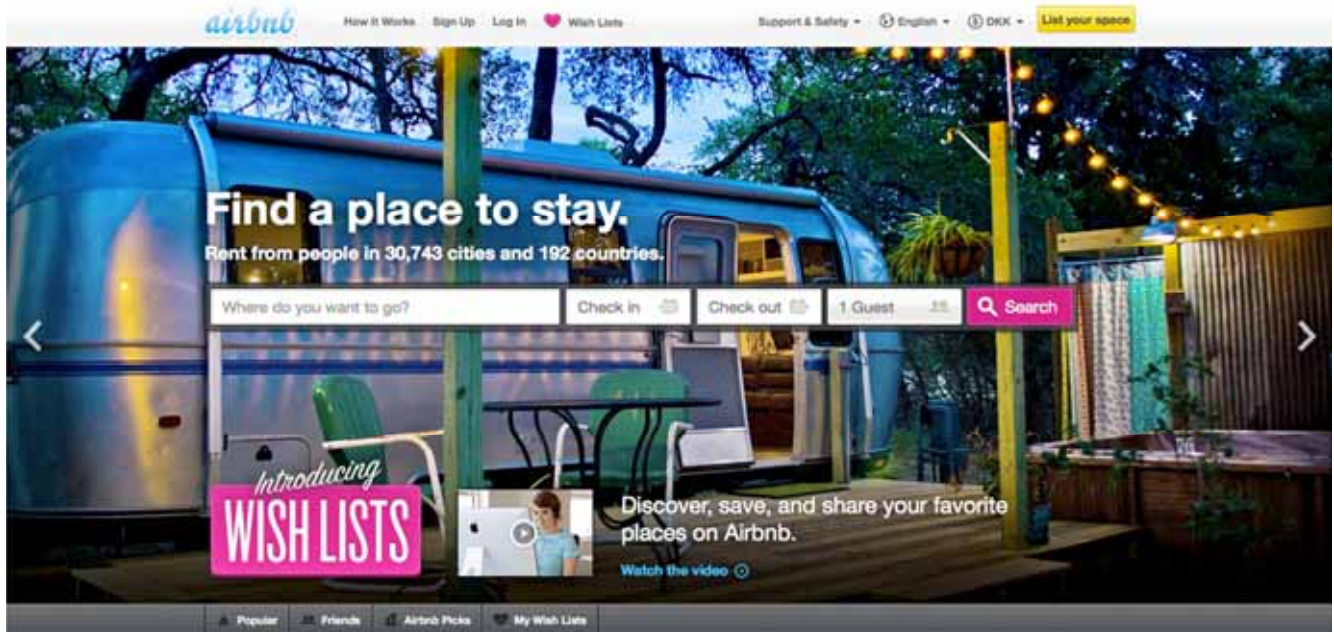 airbnb How It Works Sign Up Log In Wish Lists Support & Safety English $ DKK List your space
Find a place to stay.
Rent from people in 30,743 cities and 192 countries.
Where do you want to go? Check in Check out 1 Guest Search
Introducing
WISH LISTS
Discover, save, and share your favorite
places on Airbnb.
Watch the video
Popular Friends Airbnb Picks My Wish Lists